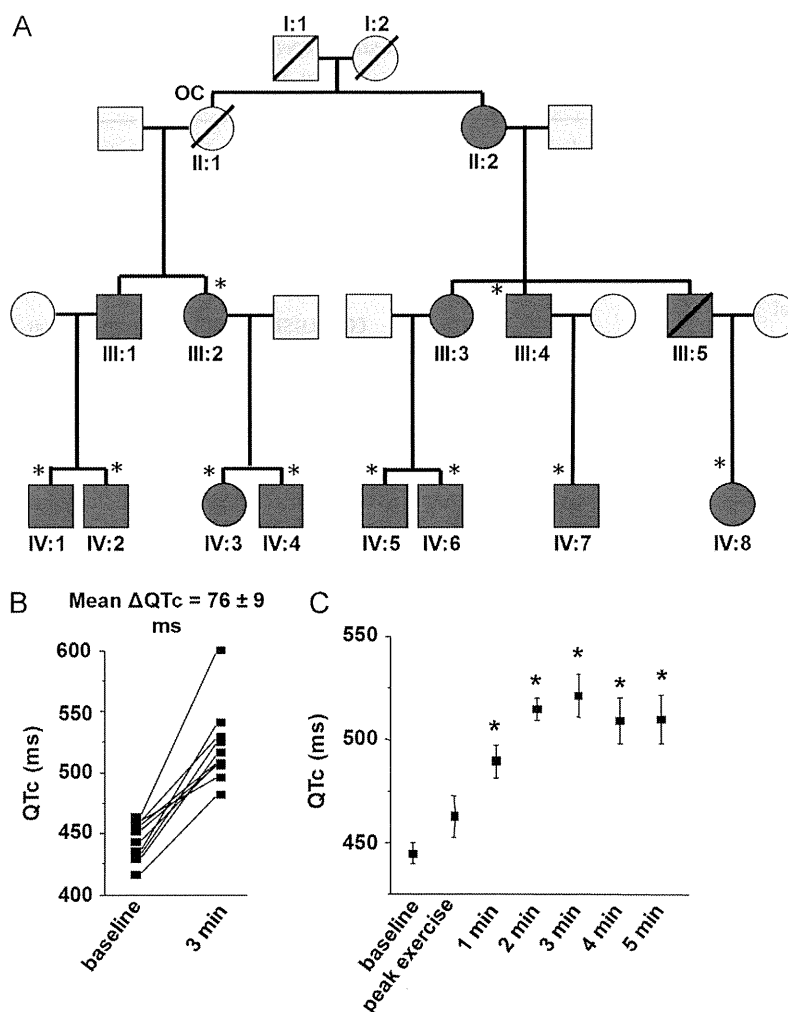 A
I:1 I:2
OC
II:1 II:2
* *
III:1 III:2 III:3 III:4 III:5
* * * * * * * *
IV:1 IV:2 IV:3 IV:4 IV:5 IV:6 IV:7 IV:8
B
Mean ΔQTc = 76 ± 9
ms
QTc (ms)
600
550
500
450
400
baseline
3 min
C
QTc (ms)
550
500
450
* * * * *
baseline
peak exercise
1 min
2 min
3 min
4 min
5 min